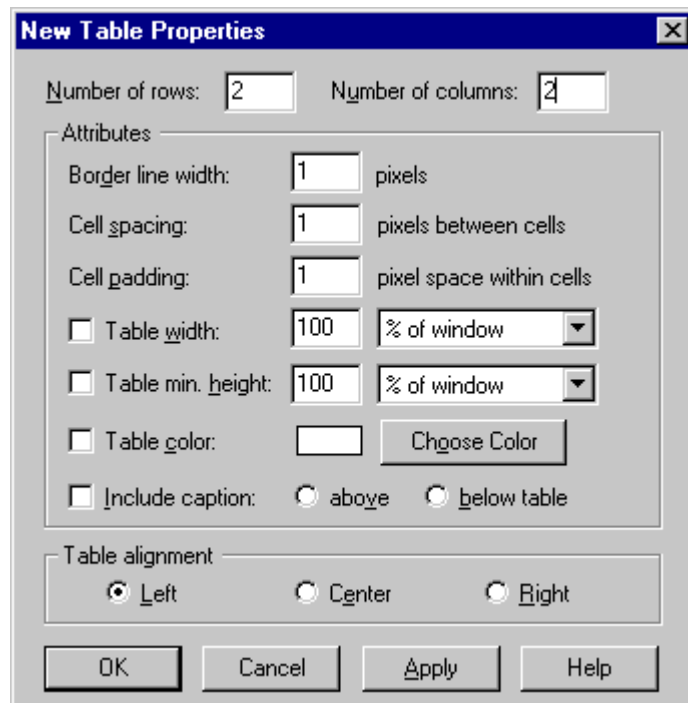 New Table Properties
Number of rows: 2 Number of columns: 2
Attributes
Border line width: 1 pixels
Cell spacing: 1 pixels between cells
Cell padding: 1 pixel space within cells
Table width: 100 % of window
Table min. height: 100 % of window
Table color: Choose Color
Include caption: above below table
Table alignment
Left Center Right
OK Cancel Apply Help